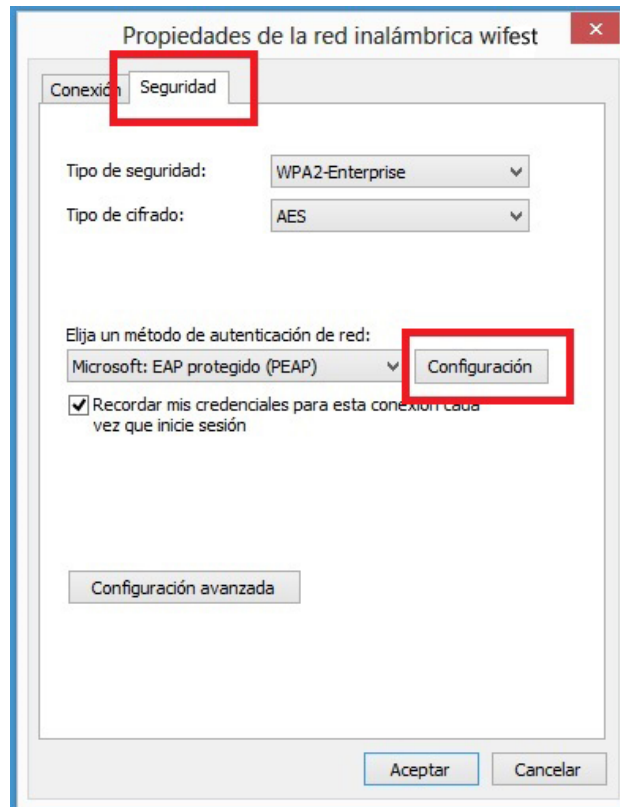 Propiedades de la red inalámbrica wifest
Conexión
Seguridad
Tipo de seguridad:
WPA2-Enterprise
Tipo de cifrado:
AES
Elija un método de autenticación de red:
Microsoft: EAP protegido (PEAP)
Configuración
Recordar mis credenciales para esta conexión cada
vez que inicie sesión
Configuración avanzada
Aceptar
Cancelar